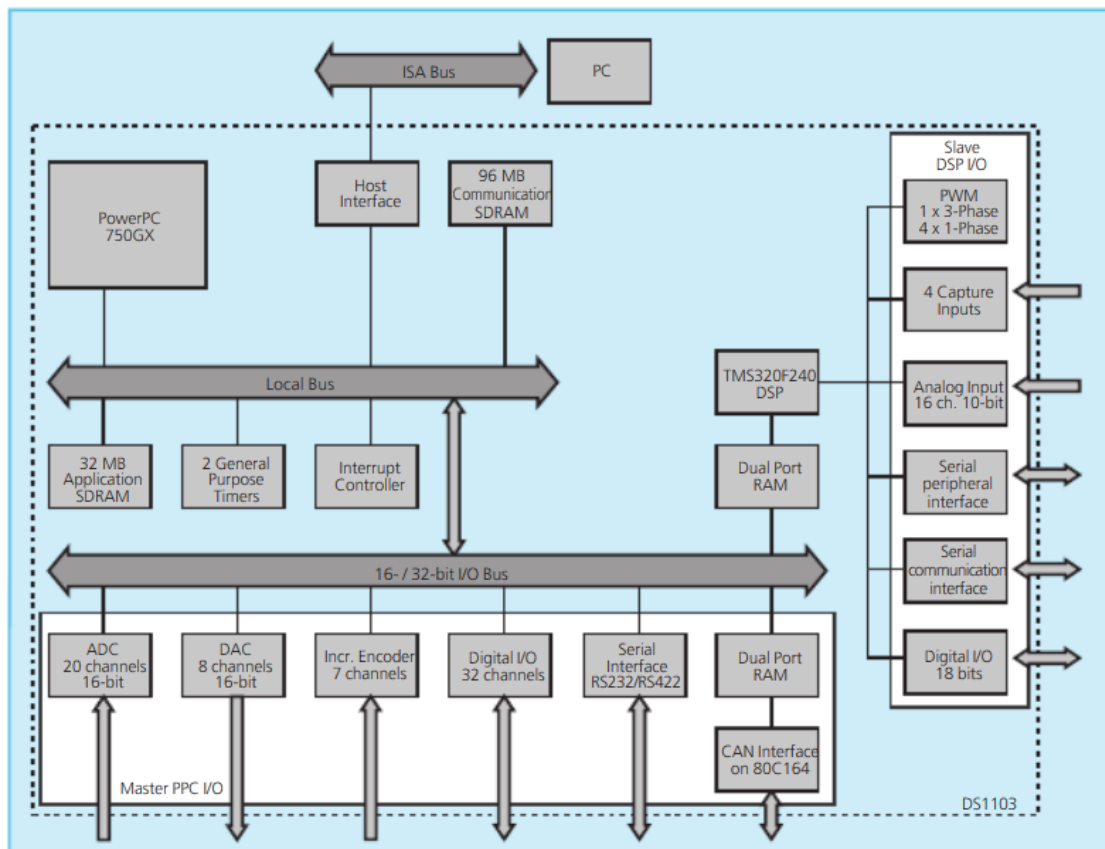 ISA Bus
PC
PowerPC
750GX
Host
Interface
96 MB
Communication
SDRAM
Slave
DSP I/O
PWM
1 x 3-Phase
4 x 1-Phase
4 Capture
Inputs
Local Bus
TMS320F240
DSP
Analog Input
16 ch. 10-bit
32 MB
Application
SDRAM
2 General
Purpose
Timers
Interrupt
Controller
Dual Port
RAM
Serial
peripheral
interface
16- / 32-bit I/O Bus
Serial
communication
interface
ADC
20 channels
16-bit
DAC
8 channels
16-bit
Incr. Encoder
7 channels
Digital I/O
32 channels
Serial
Interface
RS232/RS422
Dual Port
RAM
Digital I/O
18 bits
CAN Interface
on 80C164
Master PPC I/O
DS1103